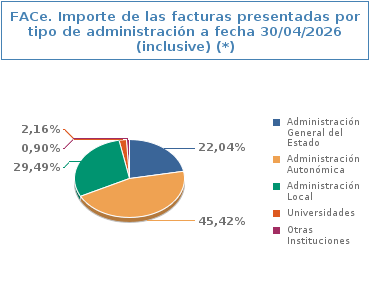 FACe. Importe de las facturas presentadas por
tipo de administración a fecha 30/04/2026
(inclusive) (*)
2,16%
0,90%
29,49%
22,04%
45,42%
Administración
General del
Estado
Administración
Autonómica
Administración
Local
Universidades
Otras
Instituciones